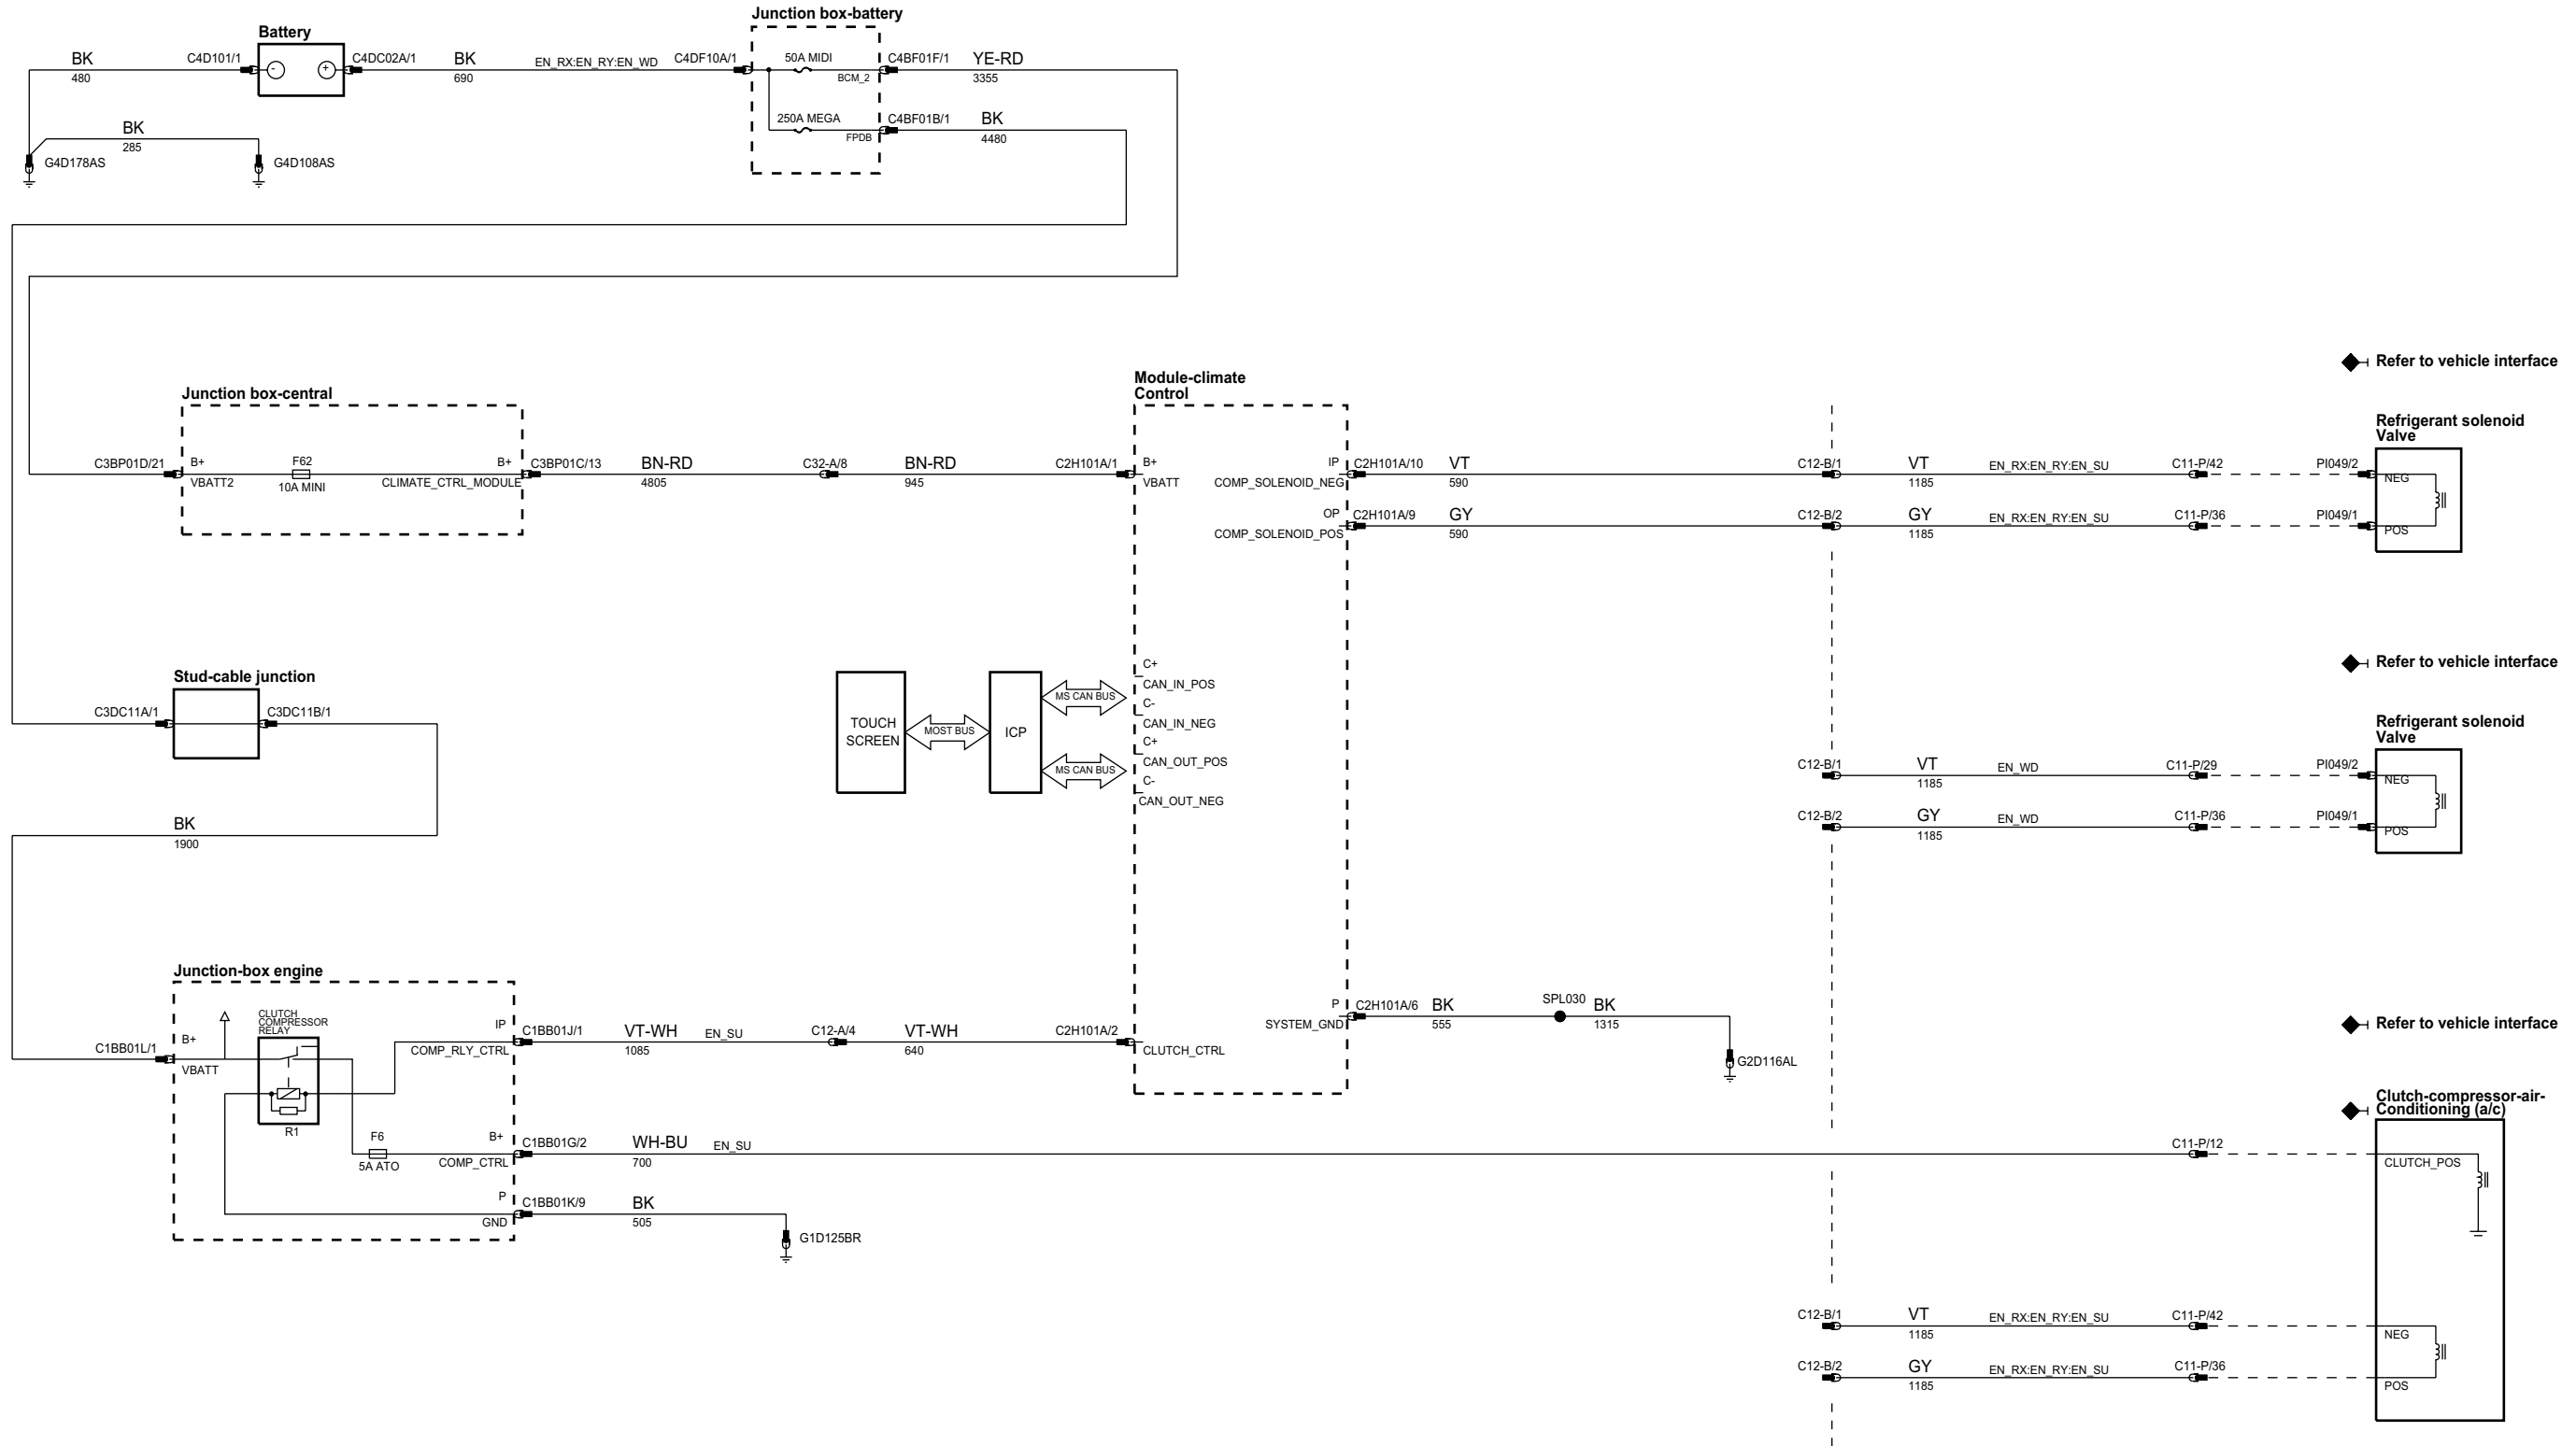 Junction box-battery
Battery
BK
480
C4D101/1
-
+
C4DC02A/1
BK
690
EN_RX:EN_RY:EN_WD
C4DF10A/1
50A MIDI
BCM_2
C4BF01F/1
YE-RD
3355
250A MEGA
FPDB
C4BF01B/1
BK
4480
BK
285
G4D178AS
G4D108AS
Refer to vehicle interface
Junction box-central
C3BP01D/21
B+
VBATT2
F62
10A MINI
B+
CLIMATE_CTRL_MODULE
C3BP01C/13
BN-RD
4805
C32-A/8
BN-RD
945
C2H101A/1
Module-climate
Control
B+
VBATT
IP
COMP_SOLENOID_NEG
C2H101A/10
VT
590
C12-B/1
VT
1185
EN_RX:EN_RY:EN_SU
C11-P/42
PI049/2
Refrigerant solenoid
Valve
NEG
OP
COMP_SOLENOID_POS
C2H101A/9
GY
590
C12-B/2
GY
1185
EN_RX:EN_RY:EN_SU
C11-P/36
PI049/1
POS
Refer to vehicle interface
Stud-cable junction
C3DC11A/1
C3DC11B/1
BK
1900
TOUCH
SCREEN
MOST BUS
ICP
MS CAN BUS
MS CAN BUS
C+
CAN_IN_POS
C-
CAN_IN_NEG
C+
CAN_OUT_POS
C-
CAN_OUT_NEG
Refrigerant solenoid
Valve
C12-B/1
VT
1185
EN_WD
C11-P/29
PI049/2
NEG
C12-B/2
GY
1185
EN_WD
C11-P/36
PI049/1
POS
Junction-box engine
C1BB01L/1
B+
VBATT
CLUTCH
COMPRESSOR
RELAY
R1
IP
COMP_RLY_CTRL
C1BB01J/1
VT-WH
1085
EN_SU
C12-A/4
VT-WH
640
C2H101A/2
CLUTCH_CTRL
P
SYSTEM_GND
C2H101A/6
BK
555
SPL030
BK
1315
G2D116AL
Refer to vehicle interface
F6
5A ATO
B+
COMP_CTRL
C1BB01G/2
WH-BU
700
EN_SU
C11-P/12
Clutch-compressor-air-
Conditioning (a/c)
CLUTCH_POS
P
GND
C1BB01K/9
BK
505
G1D125BR
C12-B/1
VT
1185
EN_RX:EN_RY:EN_SU
C11-P/42
NEG
C12-B/2
GY
1185
EN_RX:EN_RY:EN_SU
C11-P/36
POS